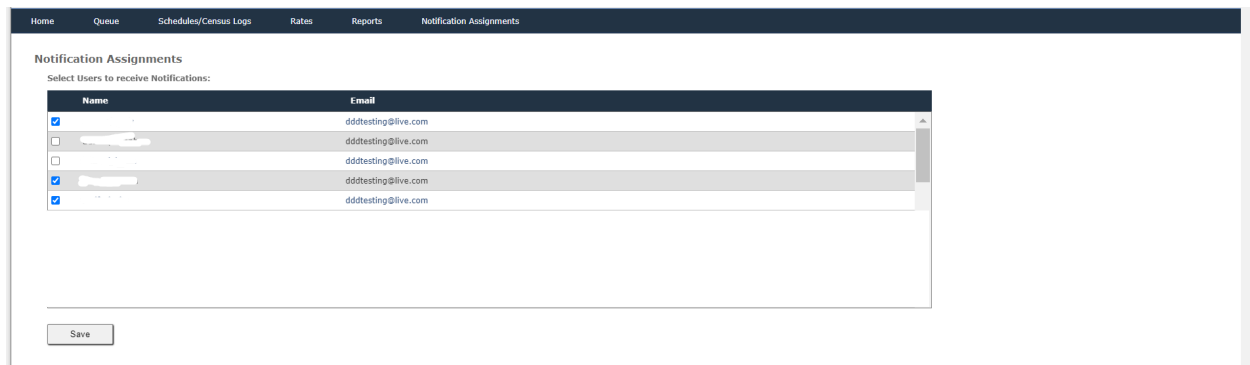 Home Queue Schedules/Census Logs Rates Reports Notification Assignments
Notification Assignments
Select Users to receive Notifications:
Name Email
dddtesting@live.com
dddtesting@live.com
dddtesting@live.com
dddtesting@live.com
dddtesting@live.com
Save